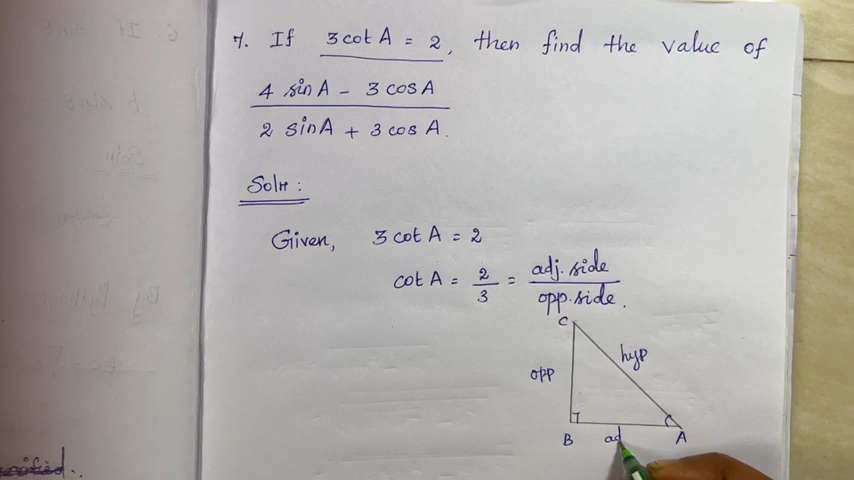 7. If 3 cot A = 2, then find the value of
4 sin A - 3 cos A
2 sin A + 3 cos A.
Soln :
Given, 3 cot A = 2
cot A = 2/3 = adj. side / opp. side.
C
opp hyp
B ad A